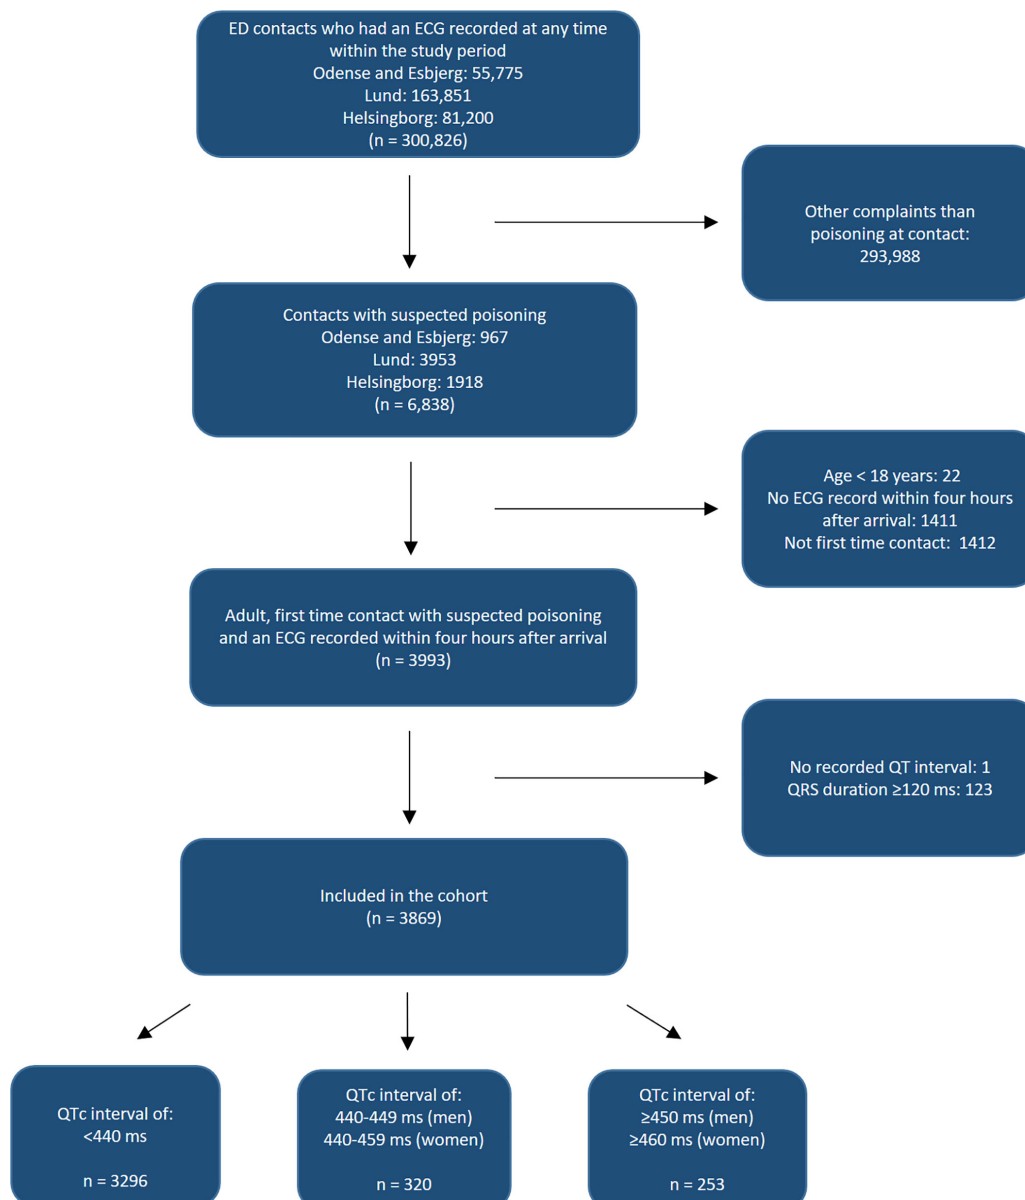 ED contacts who had an ECG recorded at any time
within the study period
Odense and Esbjerg: 55,775
Lund: 163,851
Helsingborg: 81,200
(n = 300,826)
Other complaints than
poisoning at contact:
293,988
Contacts with suspected poisoning
Odense and Esbjerg: 967
Lund: 3953
Helsingborg: 1918
(n = 6,838)
Age < 18 years: 22
No ECG record within four hours
after arrival: 1411
Not first time contact:  1412
Adult, first time contact with suspected poisoning
and an ECG recorded within four hours after arrival
(n = 3993)
No recorded QT interval: 1
QRS duration ≥120 ms: 123
Included in the cohort
(n = 3869)
QTc interval of:
<440 ms
n = 3296
QTc interval of:
440-449 ms (men)
440-459 ms (women)
n = 320
QTc interval of:
≥450 ms (men)
≥460 ms (women)
n = 253